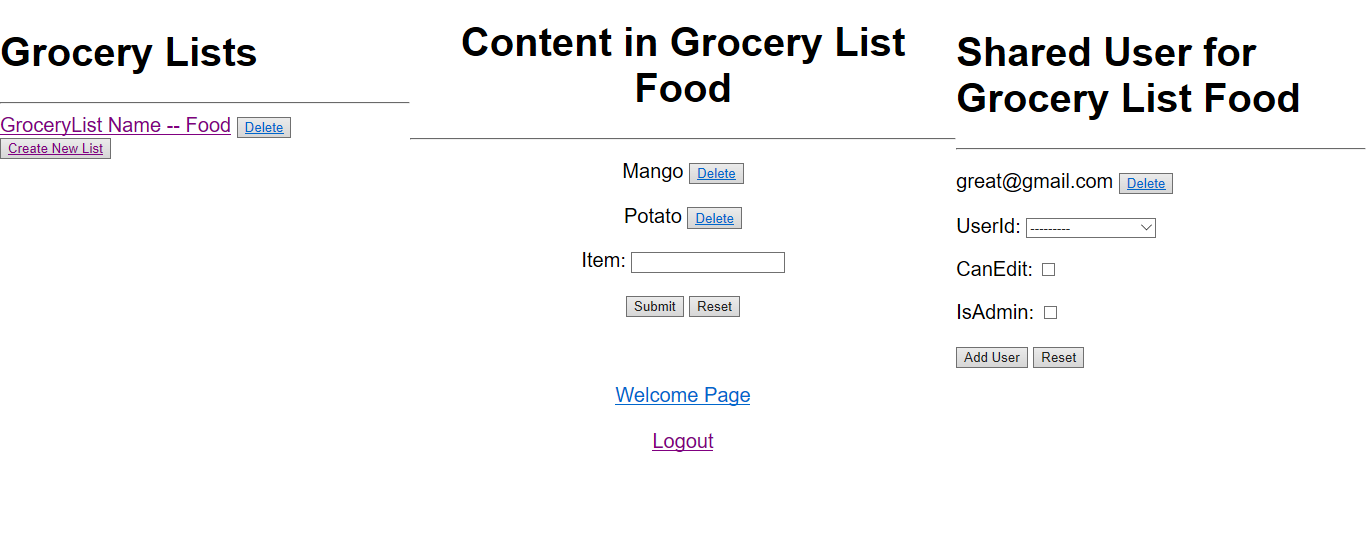 Grocery Lists
GroceryList Name -- Food Delete
Create New List
Content in Grocery List
Food
Mango Delete
Potato Delete
Item:
Submit Reset
Welcome Page
Logout
Shared User for
Grocery List Food
great@gmail.com Delete
UserId: ---------
CanEdit:
IsAdmin:
Add User Reset